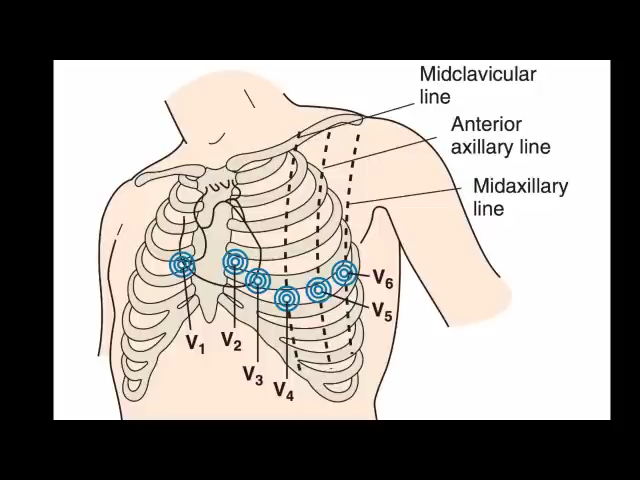 Midclavicular
line
Anterior
axillary line
Midaxillary
line
V6
V5
V1
V2
V3
V4